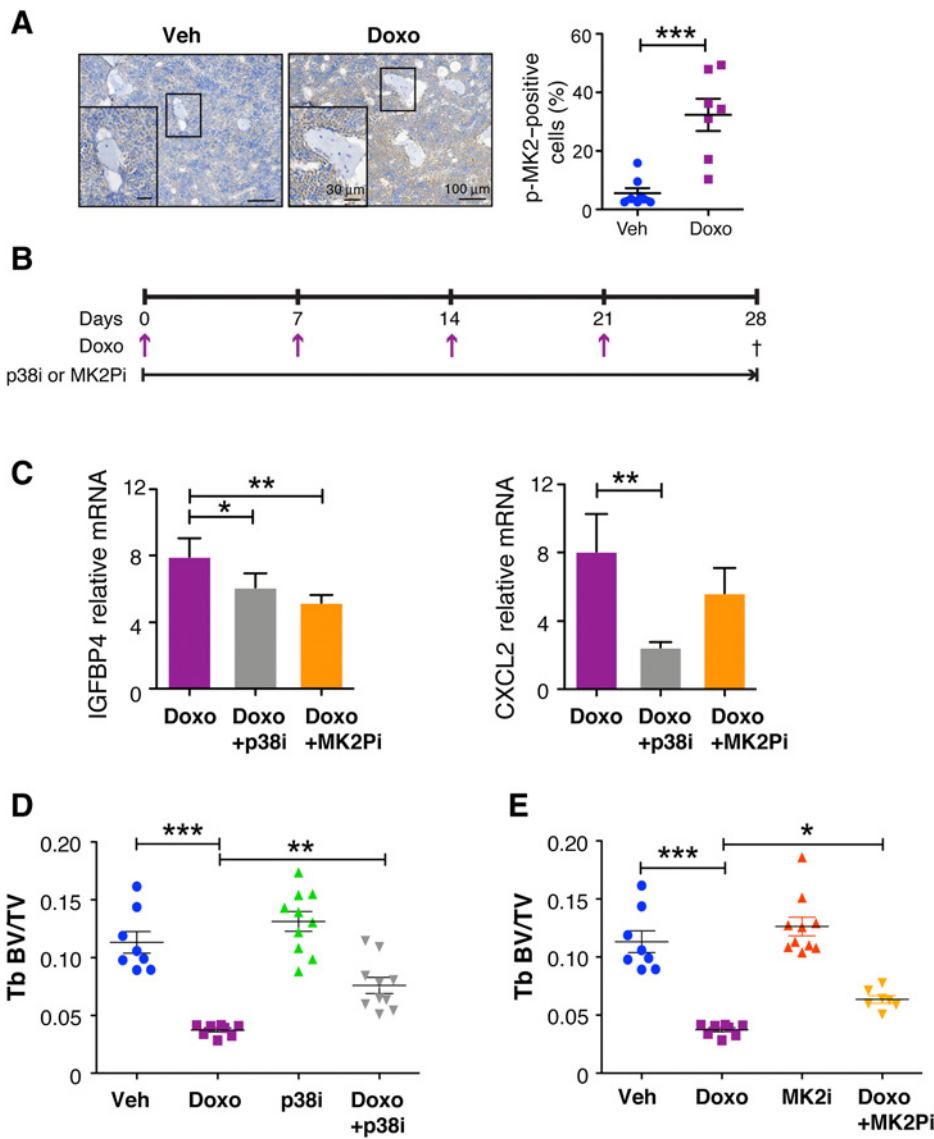 A
Veh
Doxo
30 μm
100 μm
p-MK2–positive
cells (%)
60
40
20
0
***
Veh
Doxo
B
Days
0
7
14
21
28
Doxo
†
p38i or MK2Pi
C
IGFBP4 relative mRNA
12
8
4
0
**
*
Doxo
Doxo
+p38i
Doxo
+MK2Pi
CXCL2 relative mRNA
12
8
4
0
**
Doxo
Doxo
+p38i
Doxo
+MK2Pi
D
Tb BV/TV
0.20
0.15
0.10
0.05
0
***
**
Veh
Doxo
p38i
Doxo
+p38i
E
Tb BV/TV
0.20
0.15
0.10
0.05
0
***
*
Veh
Doxo
MK2i
Doxo
+MK2Pi